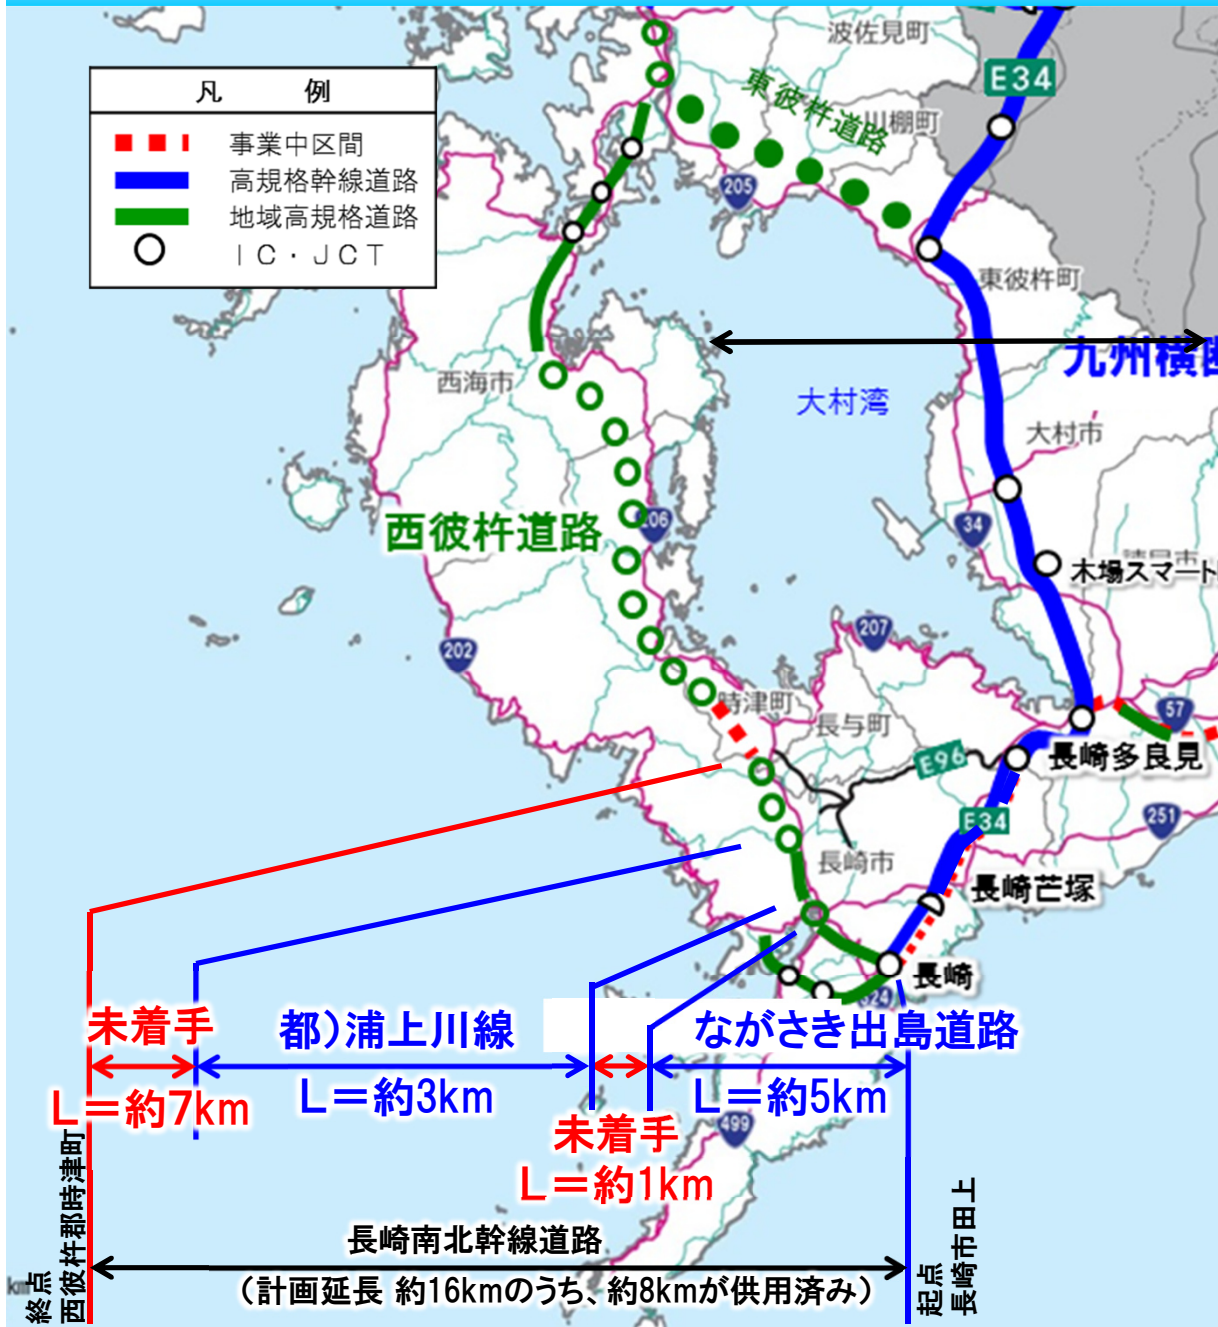 波佐見町
E34
東彼杵道路
川棚町
凡 例
事業中区間
高規格幹線道路
地域高規格道路
IC・JCT
205
東彼杵町
九州横
西海市
大村湾
大村市
西彼杵道路
206
34
木場スマート
202
207
時津町
長与町
57
E96
長崎多良見
E34
251
長崎市
長崎芒塚
長崎
324
未着手
都）浦上川線
ながさき出島道路
L＝約7km
L＝約3km
L＝約5km
未着手
L＝約1km
499
終点
西彼杵郡時津町
長崎南北幹線道路
（計画延長 約16kmのうち、約8kmが供用済み）
起点
長崎市田上